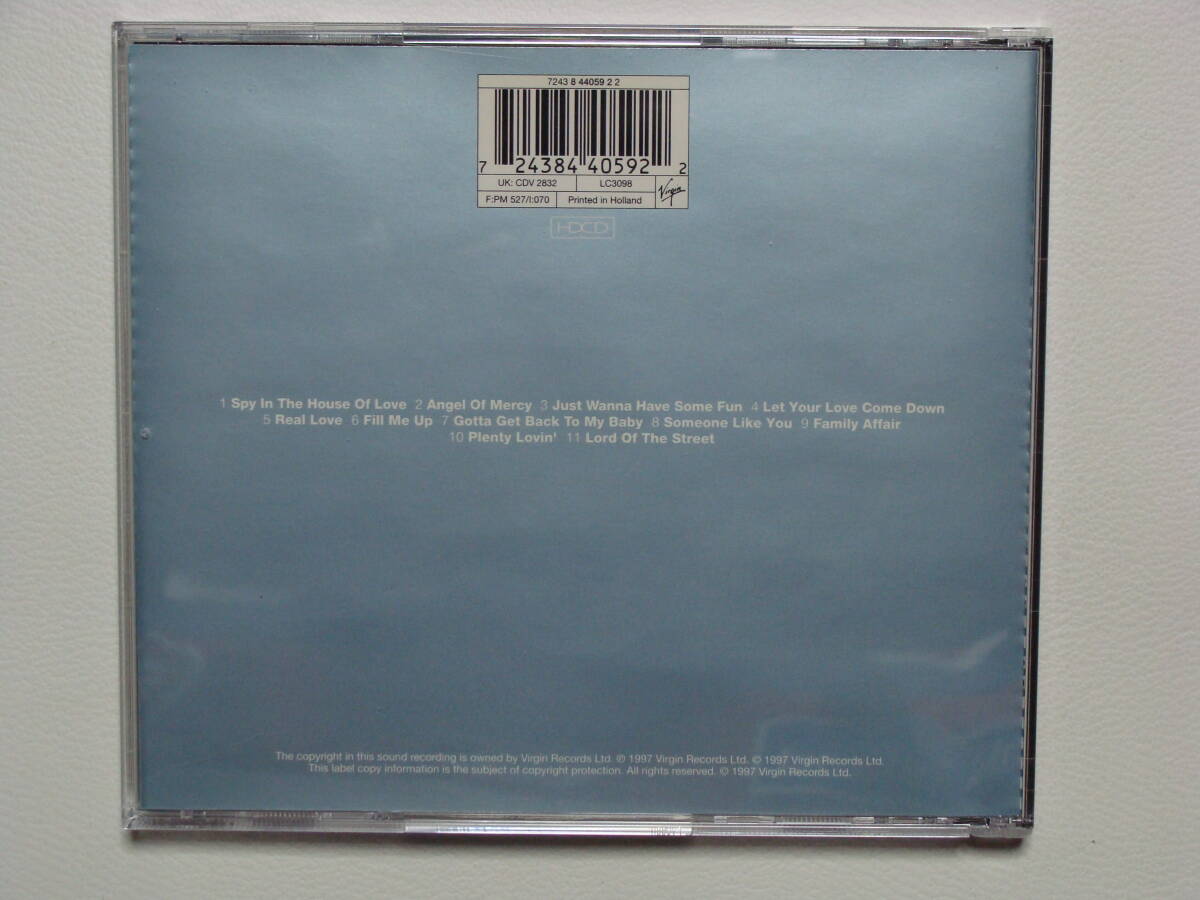 7243 8 44059 2 2
7 24384 40592 2
UK: CDV 2832 LC3098
F:PM 527/I:070 Printed in Holland Virgin
HDCD
1 Spy In The House Of Love 2 Angel Of Mercy 3 Just Wanna Have Some Fun 4 Let Your Love Come Down
5 Real Love 6 Fill Me Up 7 Gotta Get Back To My Baby 8 Someone Like You 9 Family Affair
10 Plenty Lovin' 11 Lord Of The Street
The copyright in this sound recording is owned by Virgin Records Ltd. ℗ 1997 Virgin Records Ltd. © 1997 Virgin Records Ltd.
This label copy information is the subject of copyright protection. All rights reserved. © 1997 Virgin Records Ltd.